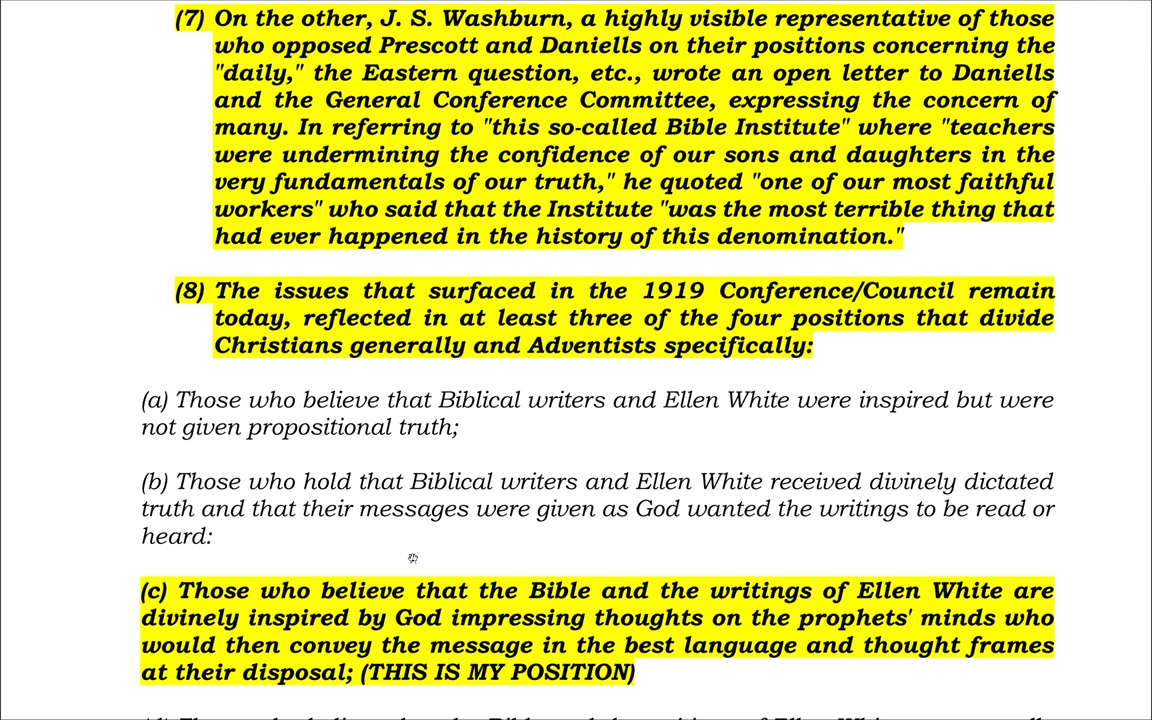 (7) On the other, J. S. Washburn, a highly visible representative of those
who opposed Prescott and Daniells on their positions concerning the
"daily," the Eastern question, etc., wrote an open letter to Daniells
and the General Conference Committee, expressing the concern of
many. In referring to "this so-called Bible Institute" where "teachers
were undermining the confidence of our sons and daughters in the
very fundamentals of our truth," he quoted "one of our most faithful
workers" who said that the Institute "was the most terrible thing that
had ever happened in the history of this denomination."
(8) The issues that surfaced in the 1919 Conference/Council remain
today, reflected in at least three of the four positions that divide
Christians generally and Adventists specifically:
(a) Those who believe that Biblical writers and Ellen White were inspired but were
not given propositional truth;
(b) Those who hold that Biblical writers and Ellen White received divinely dictated
truth and that their messages were given as God wanted the writings to be read or
heard:
(c) Those who believe that the Bible and the writings of Ellen White are
divinely inspired by God impressing thoughts on the prophets' minds who
would then convey the message in the best language and thought frames
at their disposal; (THIS IS MY POSITION)